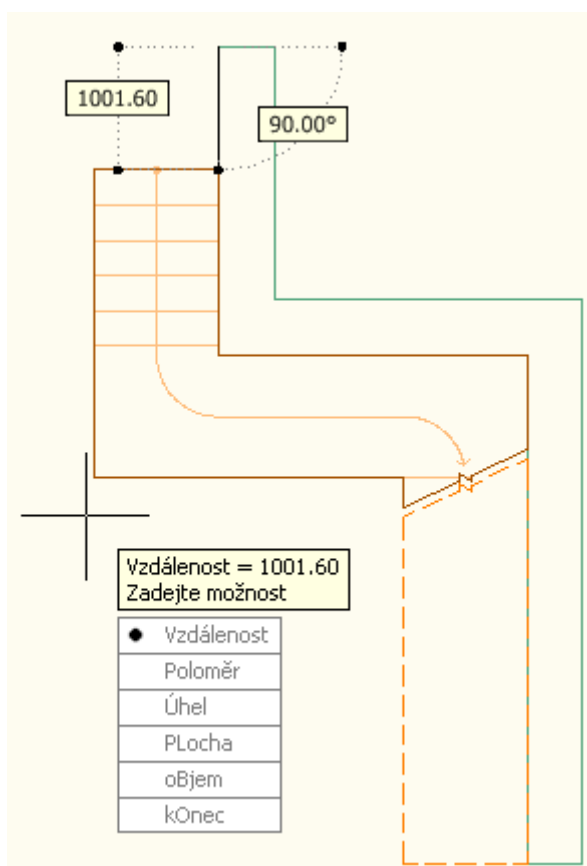 1001.60
90.00°
Vzdálenost = 1001.60
Zadejte možnost
Vzdálenost
Poloměr
Úhel
PLocha
oBjem
kOnec